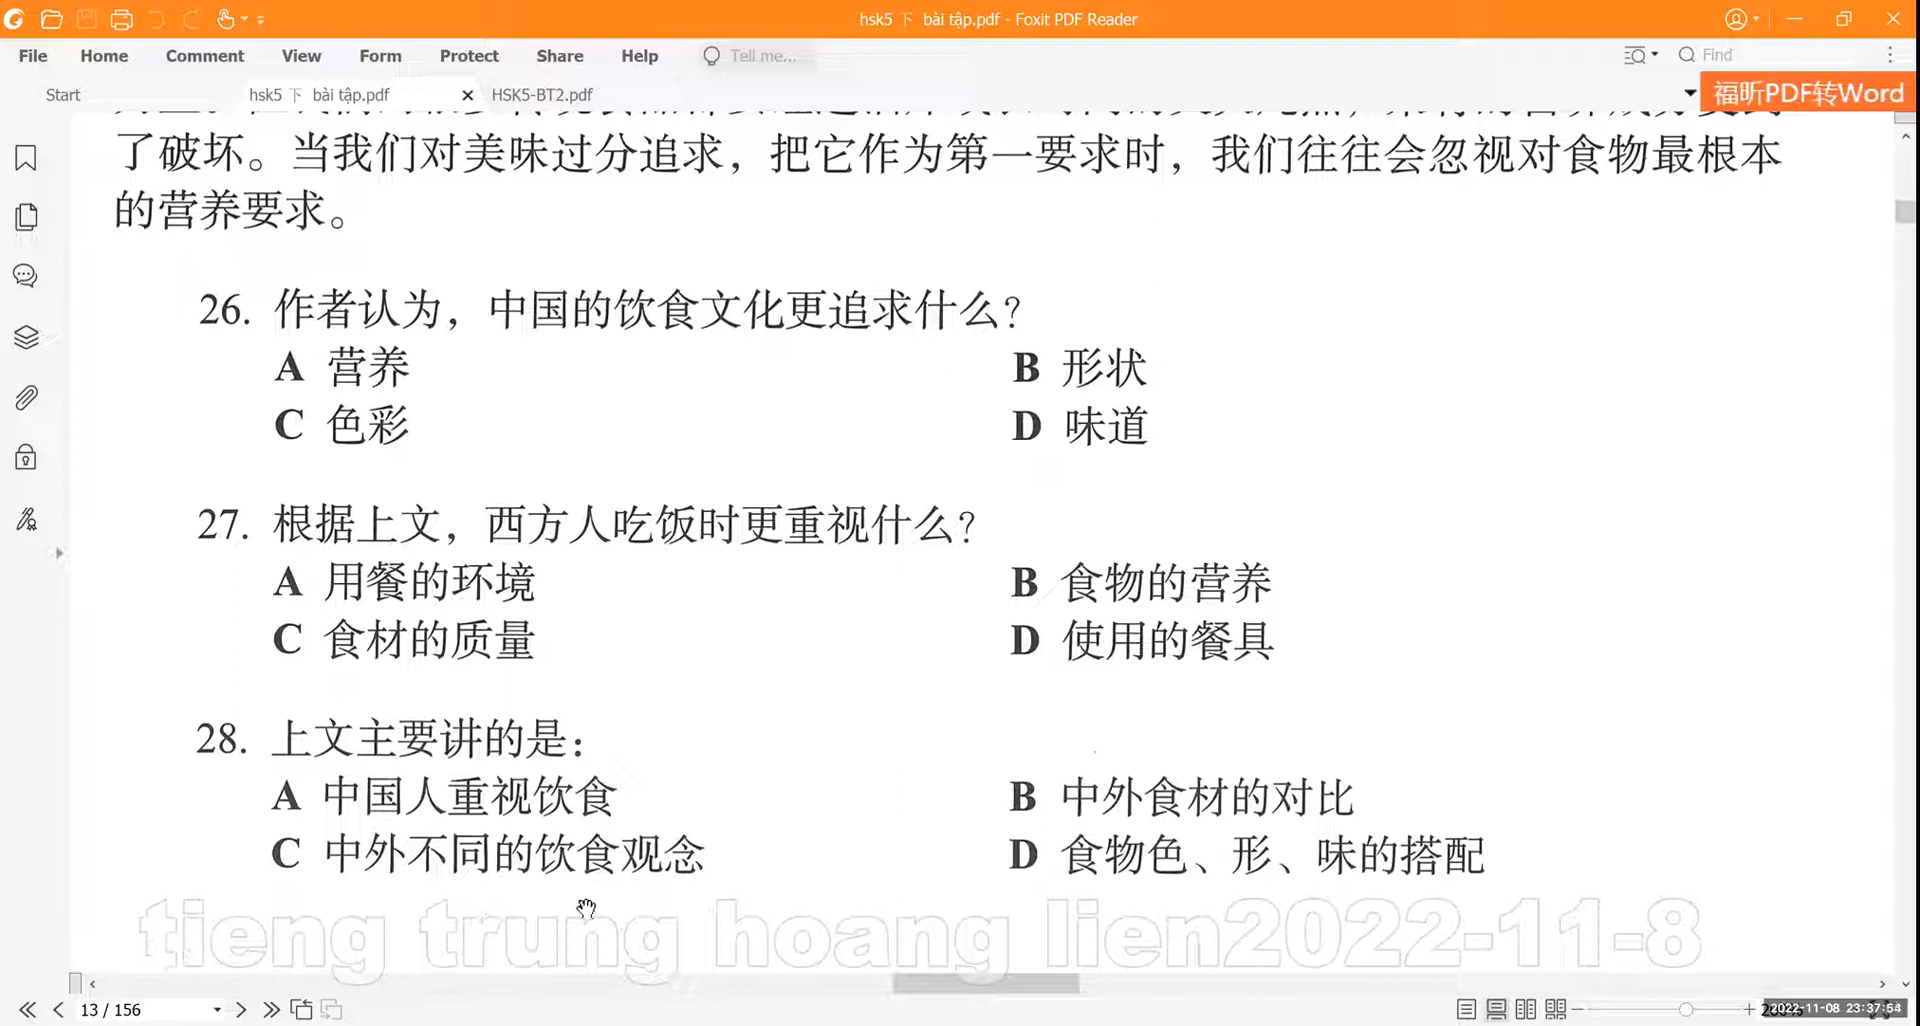 hsk5 下 bài tập.pdf - Foxit PDF Reader
File Home Comment View Form Protect Share Help Tell me... Find
Start hsk5 下 bài tập.pdf HSK5-BT2.pdf 福昕PDF转Word
了破坏。当我们对美味过分追求，把它作为第一要求时，我们往往会忽视对食物最根本
的营养要求。
26. 作者认为，中国的饮食文化更追求什么？
A 营养 B 形状
C 色彩 D 味道
27. 根据上文，西方人吃饭时更重视什么？
A 用餐的环境 B 食物的营养
C 食材的质量 D 使用的餐具
28. 上文主要讲的是：
A 中国人重视饮食 B 中外食材的对比
C 中外不同的饮食观念 D 食物色、形、味的搭配
tieng trung hoang lien2022-11-8
13 / 156 2022-11-08 23:37:54